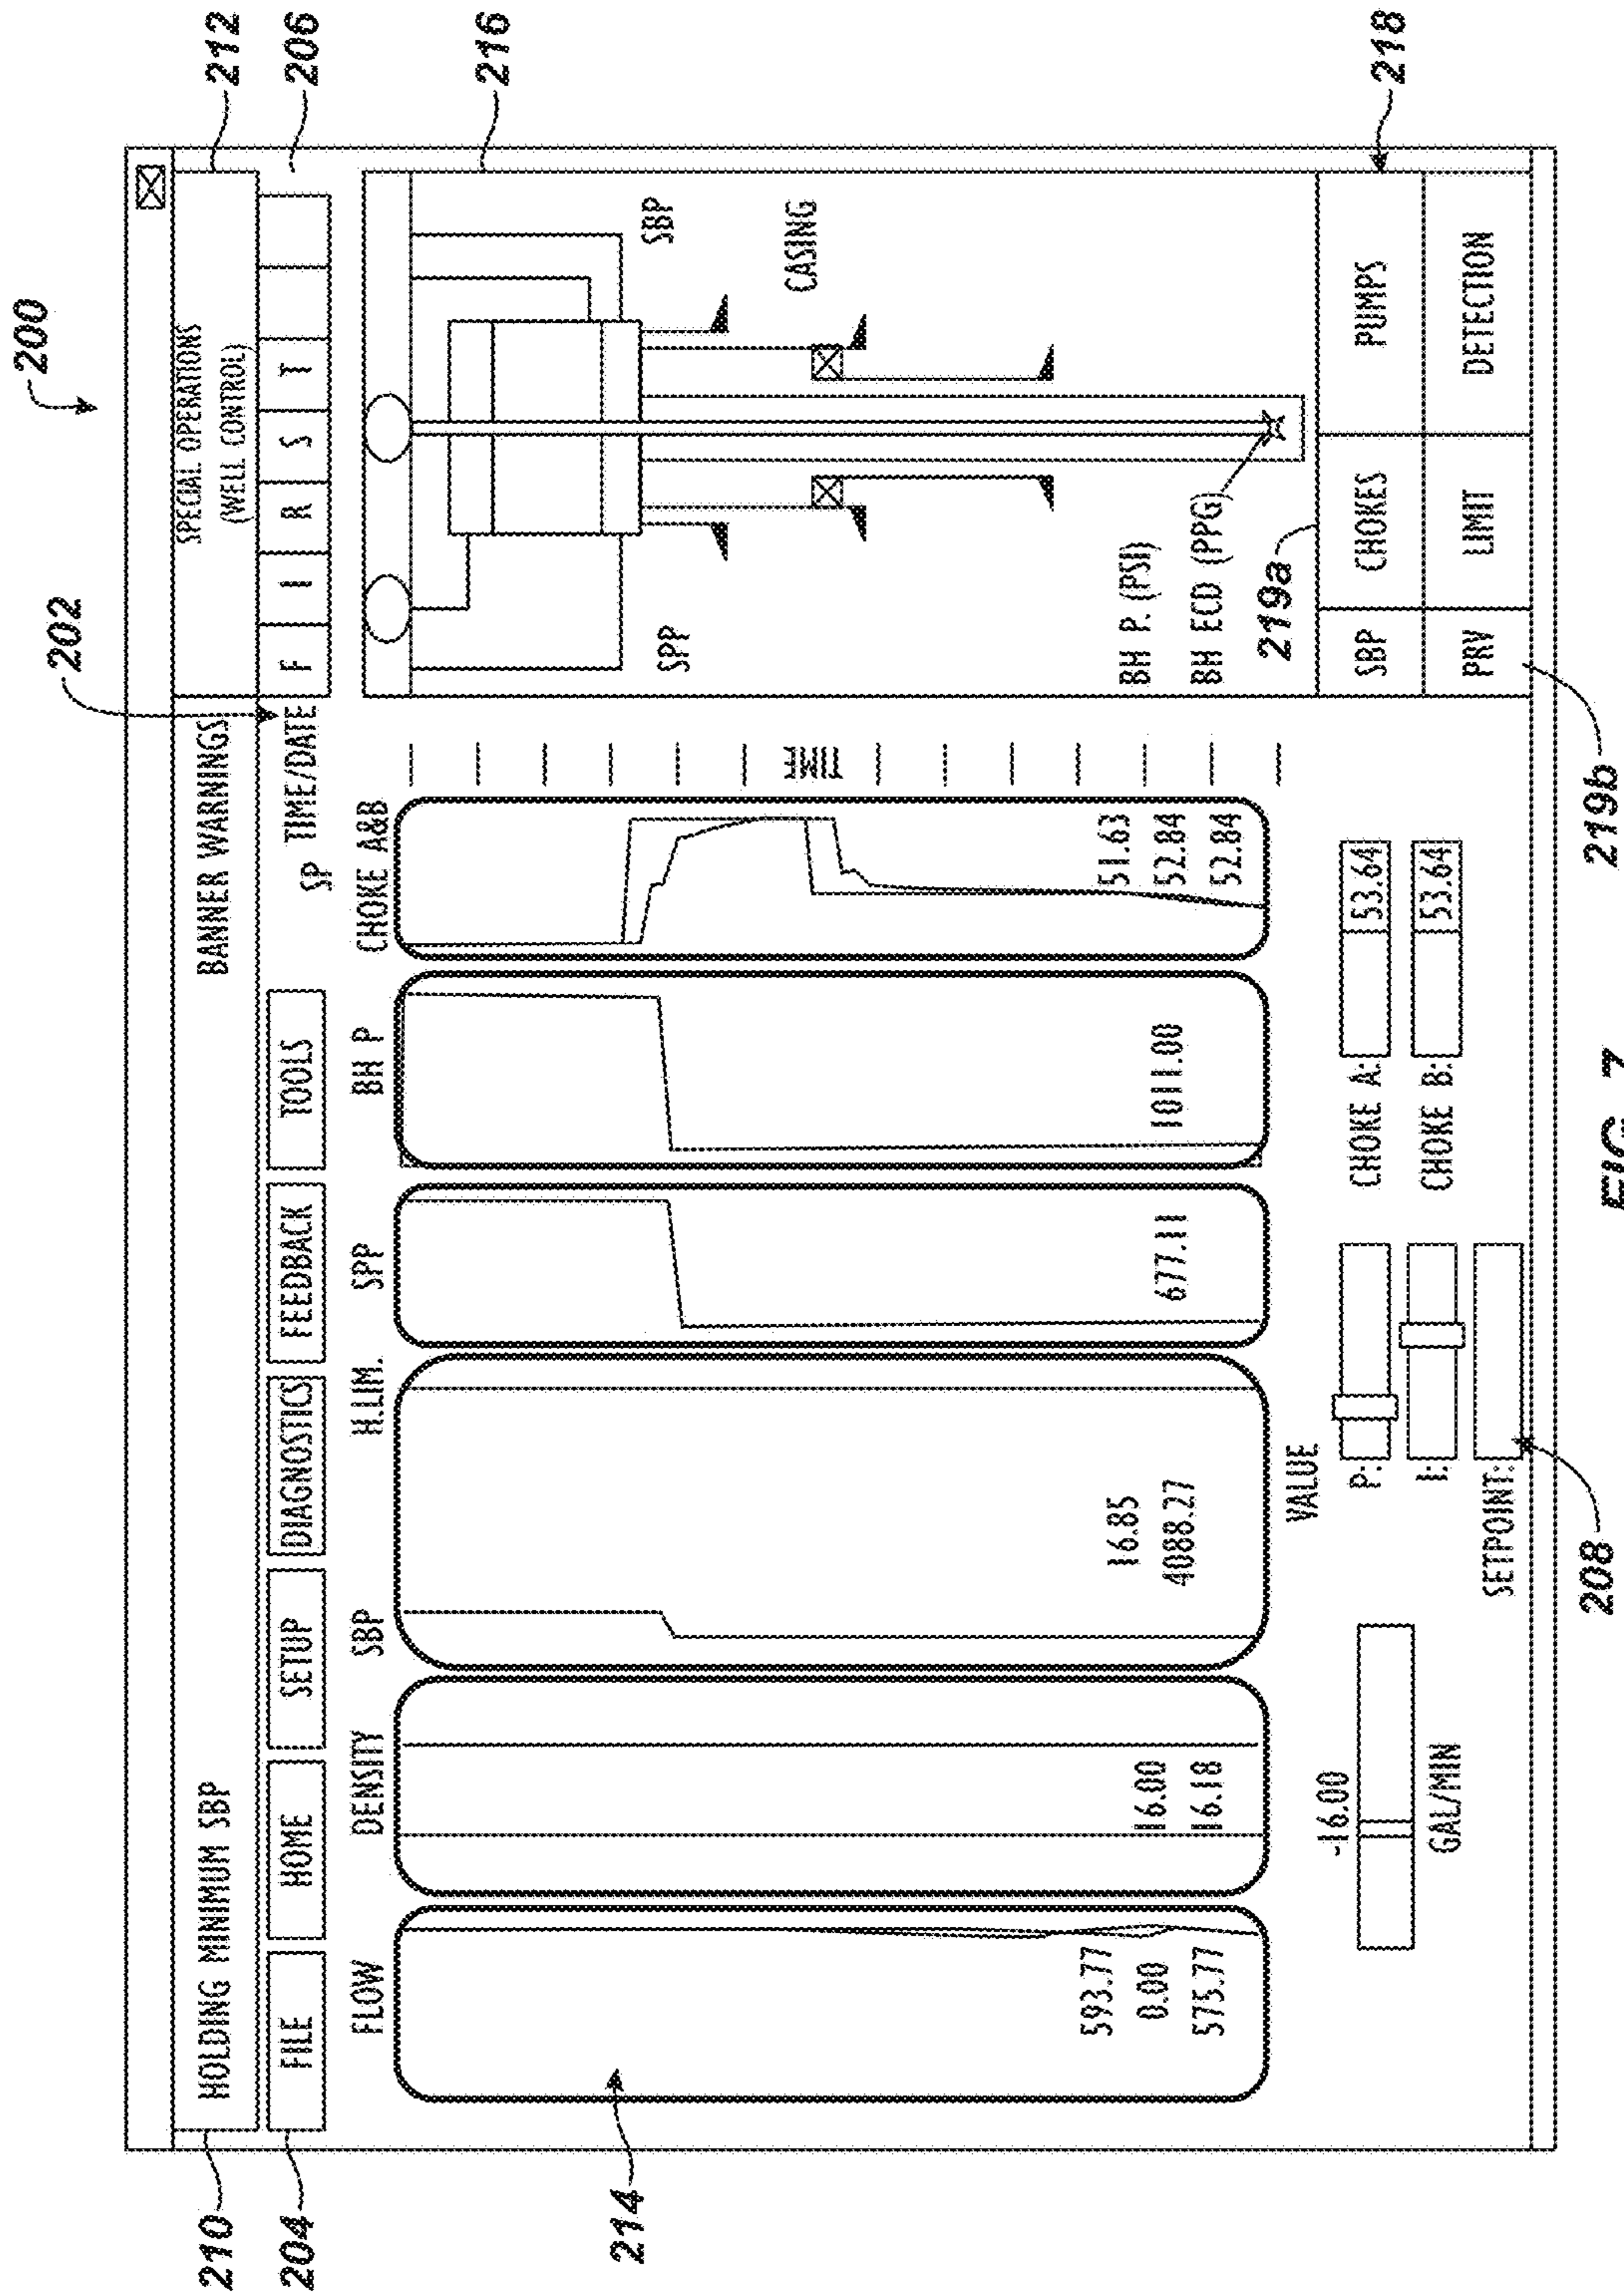 200
202
212
206
216
218
219a
219b
208
214
204
210
HOLDING MINIMUM SBP
BANNER WARNINGS
SPECIAL OPERATIONS
(WELL CONTROL)
FILE
HOME
SETUP
DIAGNOSTICS
FEEDBACK
TOOLS
SP
TIME/DATE
F I R S T
FLOW
DENSITY
SBP
H.LIM.
SPP
BH P
CHOKE A&B
TIME
593.77
0.00
575.77
16.00
16.18
16.85
4088.27
677.11
1011.00
51.63
52.84
52.84
SPP
SBP
CASING
BH P. (PSI)
BH ECD (PPG)
SBP
CHOKES
PUMPS
PRV
LIMIT
DETECTION
-16.00
GAL/MIN
VALUE
P:
I:
SETPOINT:
CHOKE A: 53.64
CHOKE B: 53.64
FIG. 7